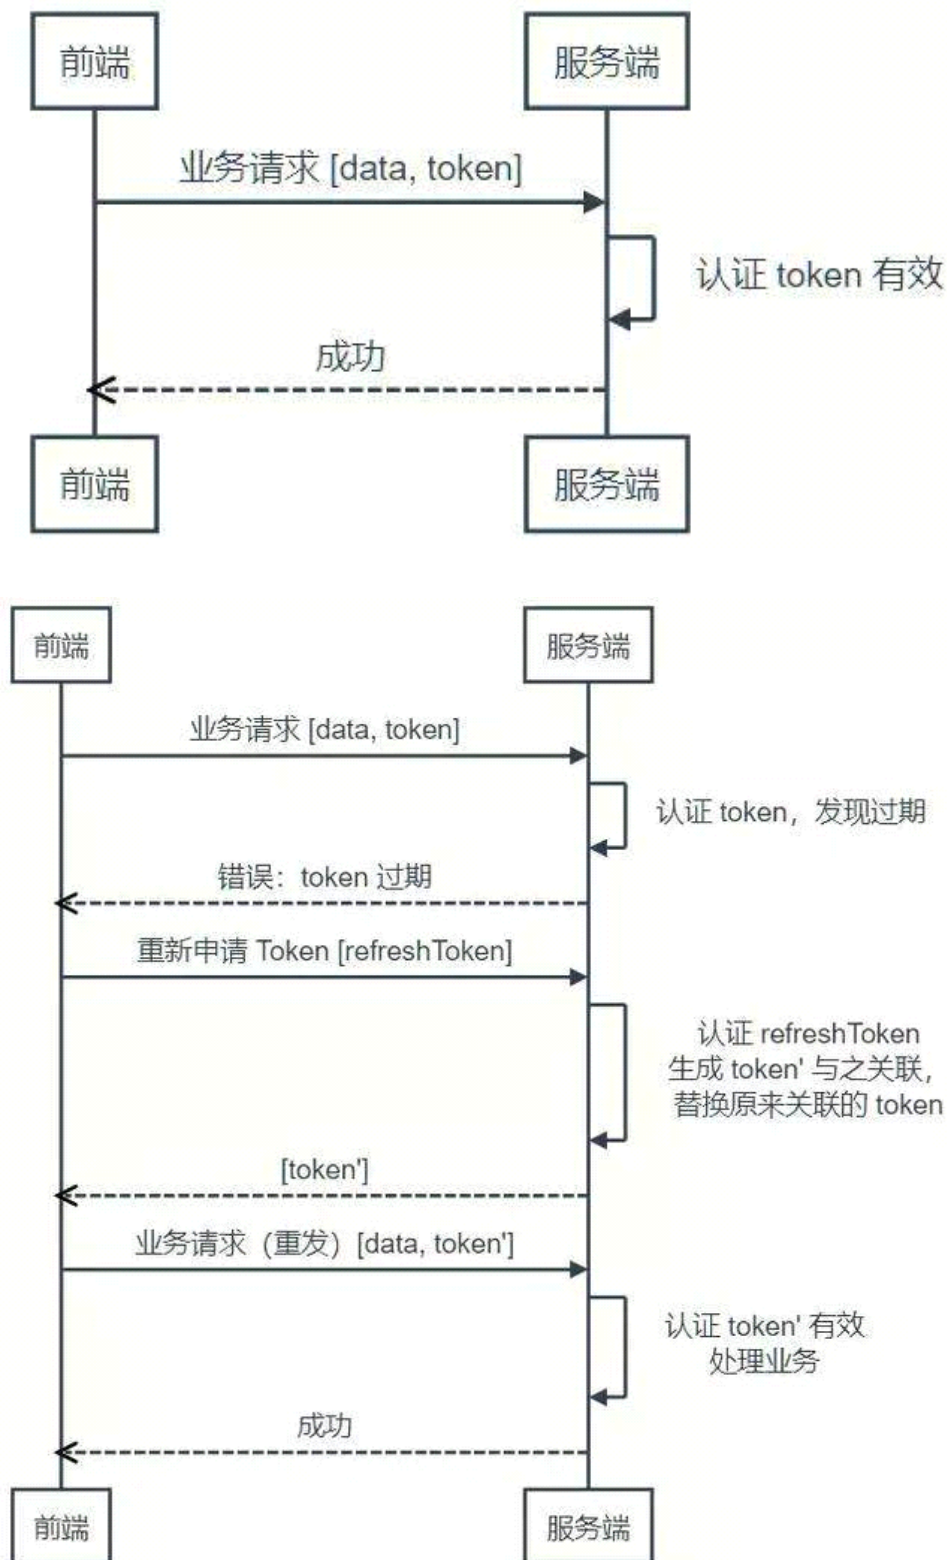 前端
服务端
业务请求 [data, token]
认证 token 有效
成功
前端
服务端
前端
服务端
业务请求 [data, token]
认证 token，发现过期
错误：token 过期
重新申请 Token [refreshToken]
认证 refreshToken
生成 token' 与之关联，
替换原来关联的 token
[token']
业务请求（重发）[data, token']
认证 token' 有效
处理业务
成功
前端
服务端